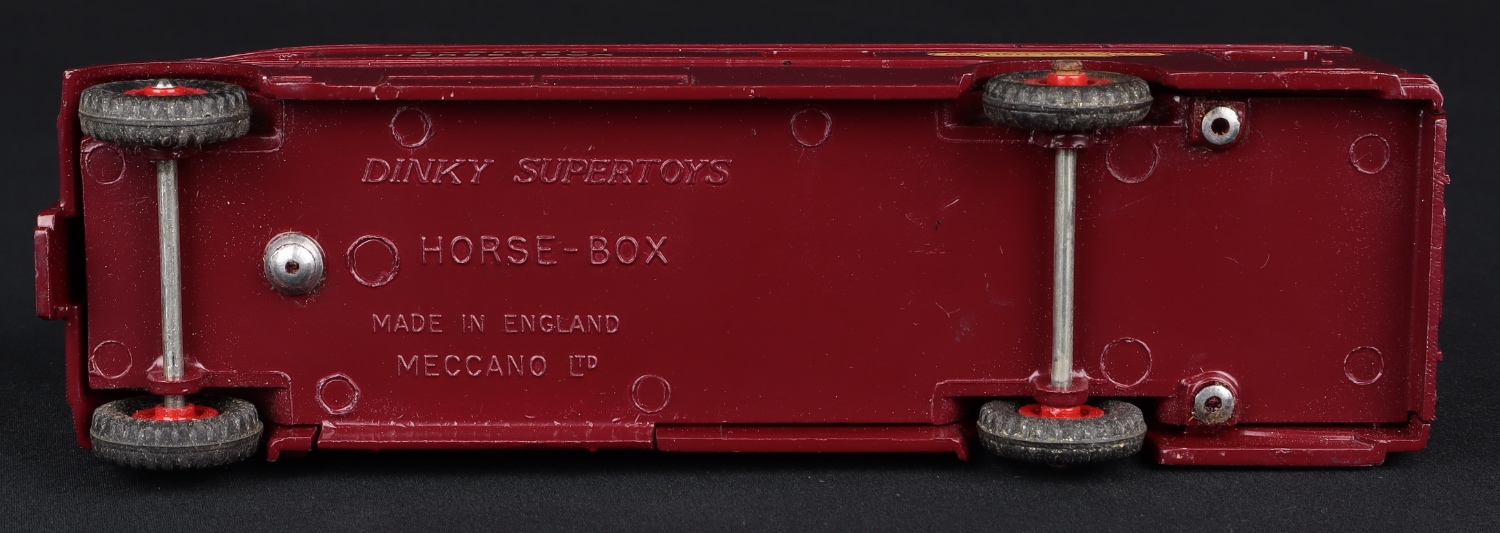 DINKY SUPERTOYS
HORSE-BOX
MADE IN ENGLAND
MECCANO LTD